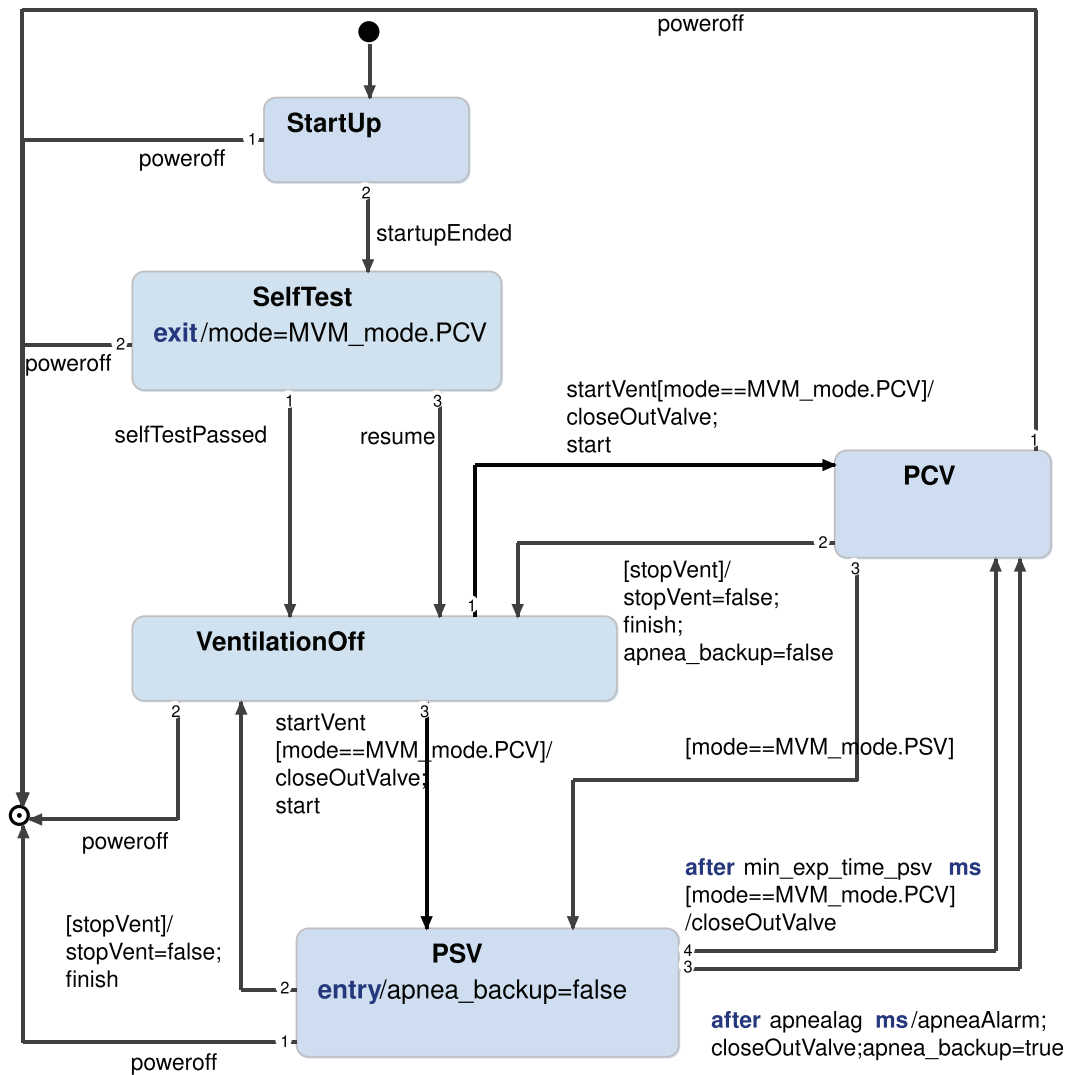 poweroff
StartUp
1
poweroff
2
startupEnded
SelfTest
exit/mode=MVM_mode.PCV
2
poweroff
1
3
selfTestPassed
resume
startVent[mode==MVM_mode.PCV]/
closeOutValve;
start
1
PCV
2
3
[stopVent]/
stopVent=false;
finish;
apnea_backup=false
1
VentilationOff
2
3
startVent
[mode==MVM_mode.PCV]/
closeOutValve;
start
[mode==MVM_mode.PSV]
poweroff
after min_exp_time_psv ms
[mode==MVM_mode.PCV]
/closeOutValve
[stopVent]/
stopVent=false;
finish
PSV
entry/apnea_backup=false
4
3
2
1
poweroff
after apnealag ms/apneaAlarm;
closeOutValve;apnea_backup=true